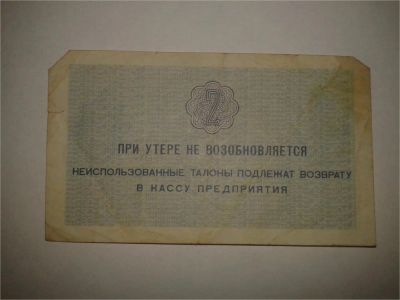 2
ПРИ УТЕРЕ НЕ ВОЗОБНОВЛЯЕТСЯ
НЕИСПОЛЬЗОВАННЫЕ ТАЛОНЫ ПОДЛЕЖАТ ВОЗВРАТУ
В КАССУ ПРЕДПРИЯТИЯ